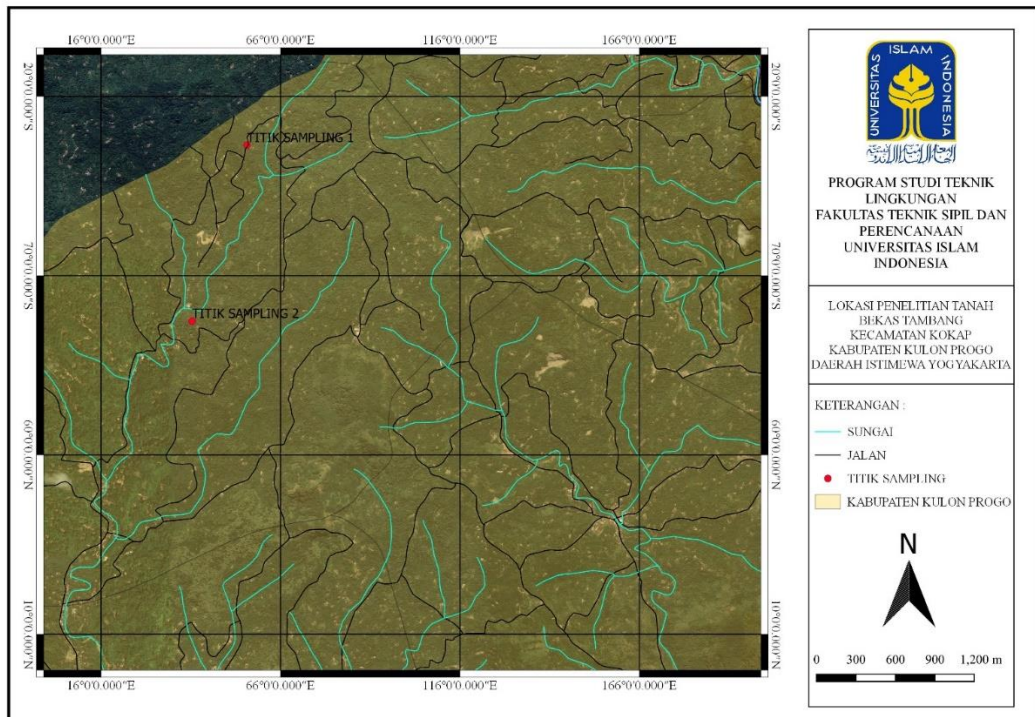 16°0'0.000"E 66°0'0.000"E 116°0'0.000"E 166°0'0.000"E
20°0'0.000"S 20°0'0.000"S
TITIK SAMPLING 1
70°0'0.000"S 70°0'0.000"S
TITIK SAMPLING 2
60°0'0.000"N 60°0'0.000"N
10°0'0.000"N 10°0'0.000"N
16°0'0.000"E 66°0'0.000"E 116°0'0.000"E 166°0'0.000"E
UNIVERSITAS ISLAM INDONESIA
PROGRAM STUDI TEKNIK
LINGKUNGAN
FAKULTAS TEKNIK SIPIL DAN
PERENCANAAN
UNIVERSITAS ISLAM
INDONESIA
LOKASI PENELITIAN TANAH
BEKAS TAMBANG
KECAMATAN KOKAP
KABUPATEN KULON PROGO
DAERAH ISTIMEWA YOGYAKARTA
KETERANGAN :
SUNGAI
JALAN
TITIK SAMPLING
KABUPATEN KULON PROGO
N
0 300 600 900 1,200 m